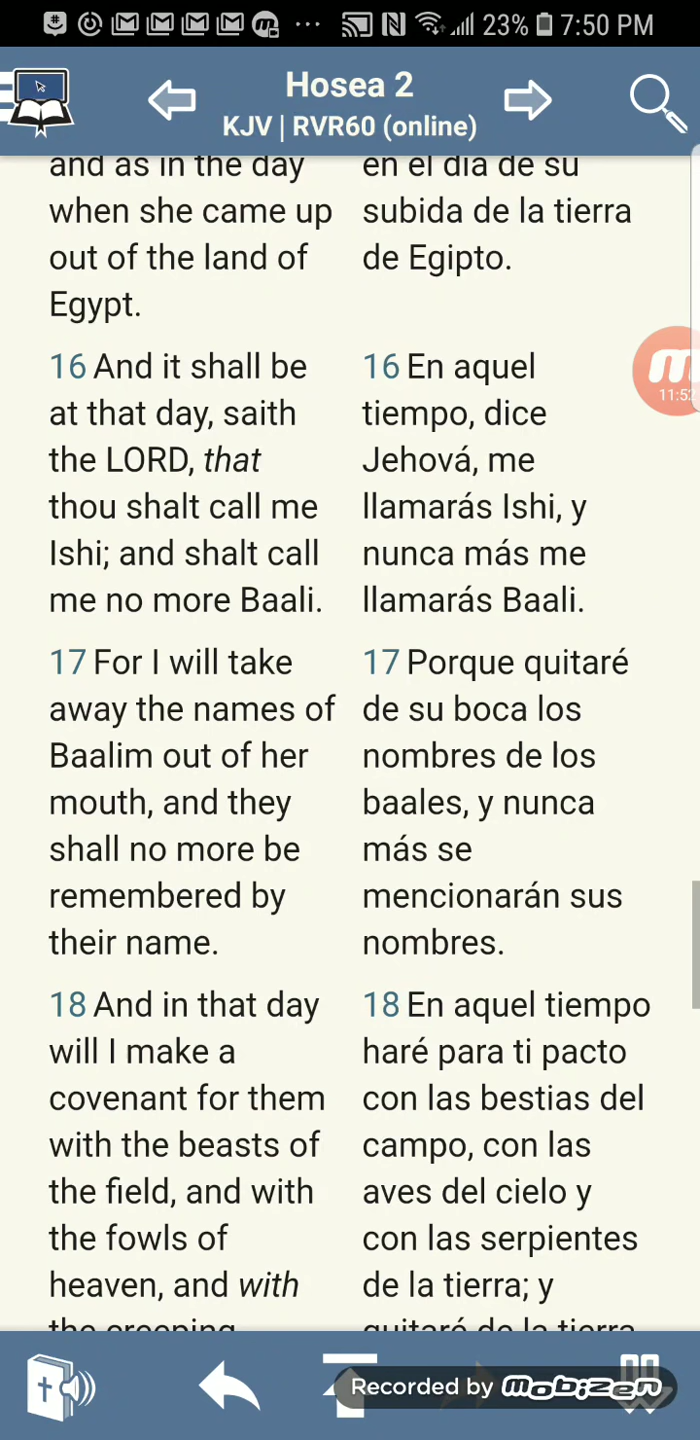 23% 7:50 PM
Hosea 2
KJV | RVR60 (online)
and as in the day
when she came up
out of the land of
Egypt.
16 And it shall be
at that day, saith
the LORD, that
thou shalt call me
Ishi; and shalt call
me no more Baali.
17 For I will take
away the names of
Baalim out of her
mouth, and they
shall no more be
remembered by
their name.
18 And in that day
will I make a
covenant for them
with the beasts of
the field, and with
the fowls of
heaven, and with
the creeping
en el día de su
subida de la tierra
de Egipto.
16 En aquel
tiempo, dice
Jehová, me
llamarás Ishi, y
nunca más me
llamarás Baali.
17 Porque quitaré
de su boca los
nombres de los
baales, y nunca
más se
mencionarán sus
nombres.
18 En aquel tiempo
haré para ti pacto
con las bestias del
campo, con las
aves del cielo y
con las serpientes
de la tierra; y
quitaré de la tierra
11:52
Recorded by mobizen